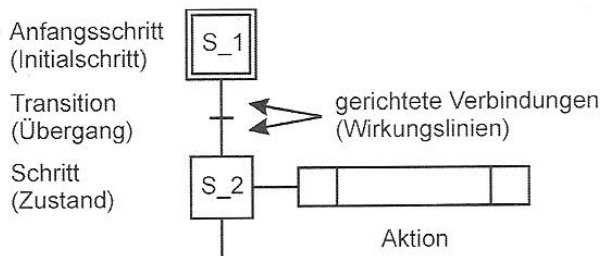 Anfangsschritt
(Initialschritt)
S_1
Transition
(Übergang)
gerichtete Verbindungen
(Wirkungslinien)
Schritt
(Zustand)
S_2
Aktion